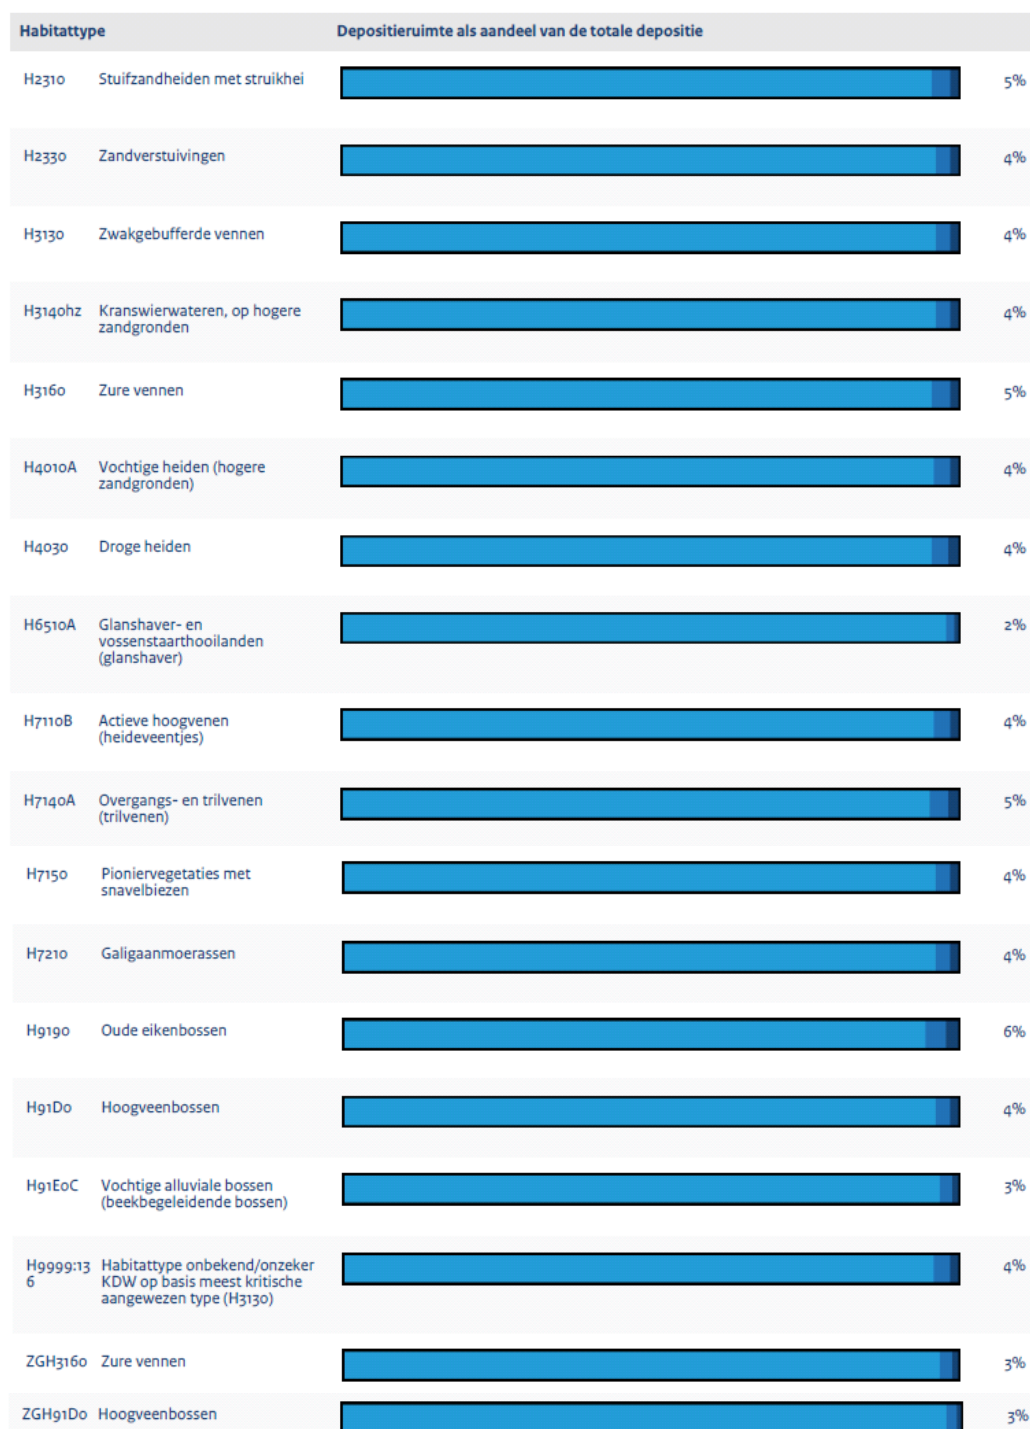 Habitattype Depositieruimte als aandeel van de totale depositie
H2310 Stuifzandheiden met struikhei 5%
H2330 Zandverstuivingen 4%
H3130 Zwakgebufferde vennen 4%
H3140hz Kranswierwateren, op hogere 4%
zandgronden
H3160 Zure vennen 5%
H4010A Vochtige heiden (hogere 4%
zandgronden)
H4030 Droge heiden 4%
H6510A Glanshaver- en 2%
vossenstaarthooilanden
(glanshaver)
H7110B Actieve hoogvenen 4%
(heideveentjes)
H7140A Overgangs- en trilvenen 5%
(trilvenen)
H7150 Pioniervegetaties met 4%
snavelbiezen
H7210 Galigaanmoerassen 4%
H9190 Oude eikenbossen 6%
H91D0 Hoogveenbossen 4%
H91E0C Vochtige alluviale bossen 3%
(beekbegeleidende bossen)
H9999:13 Habitattype onbekend/onzeker 4%
6 KDW op basis meest kritische
aangewezen type (H3130)
ZGH3160 Zure vennen 3%
ZGH91D0 Hoogveenbossen 3%